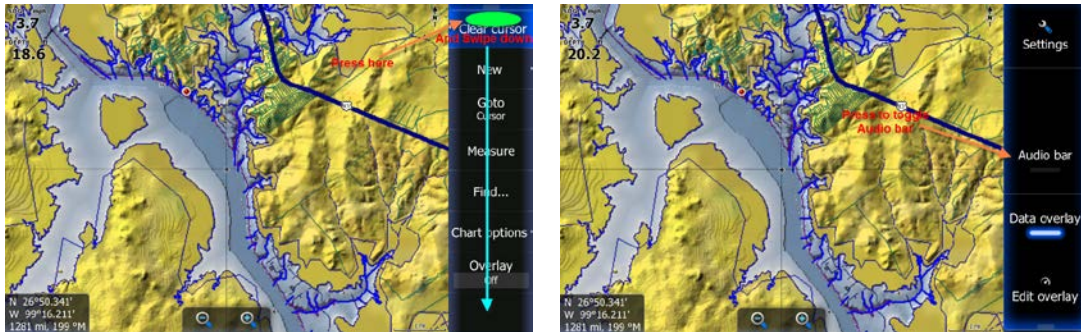 3.7
18.6
Clear cursor
And Swipe down
Press here
New
Goto
Cursor
Measure
Find...
Chart options
Overlay
Off
N 26°50.341'
W 99°16.211'
1281 mi, 199 °M
3.7
20.2
Settings
Press to toggle
Audio bar
Audio bar
Data overlay
Edit overlay
N 26°50.341'
W 99°16.211'
1281 mi, 199 °M